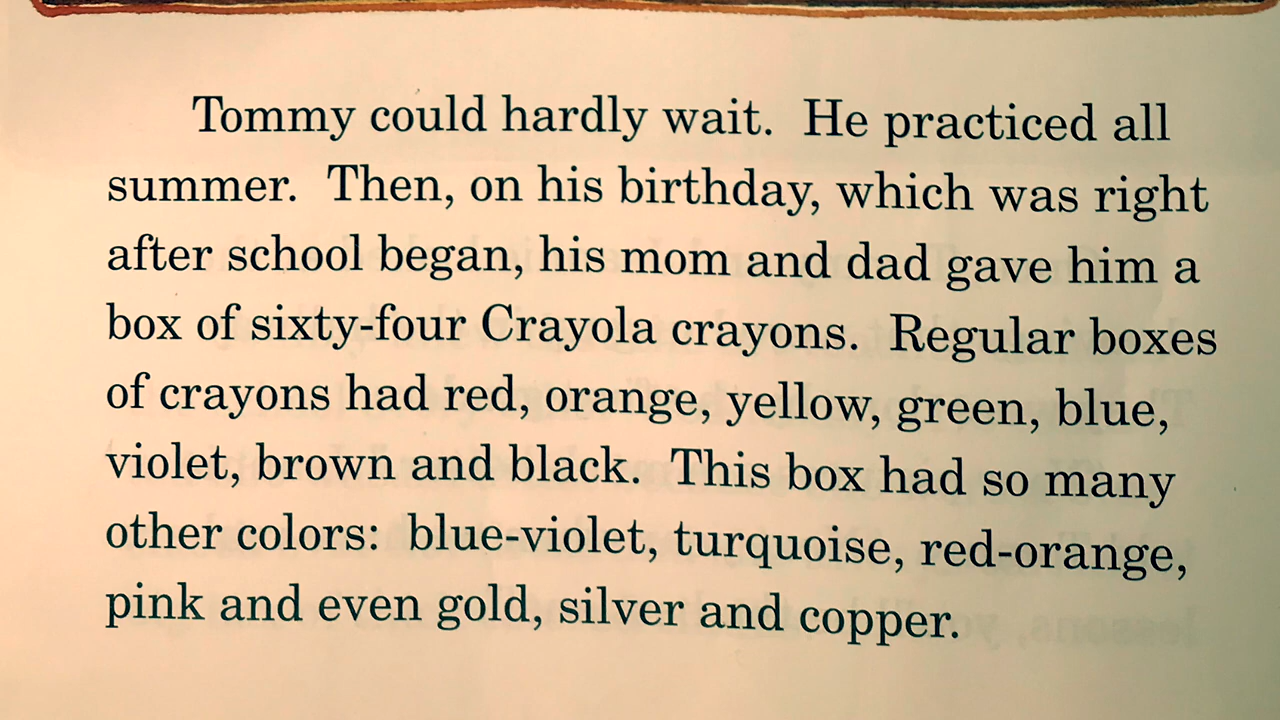 Tommy could hardly wait. He practiced all
summer. Then, on his birthday, which was right
after school began, his mom and dad gave him a
box of sixty-four Crayola crayons. Regular boxes
of crayons had red, orange, yellow, green, blue,
violet, brown and black. This box had so many
other colors: blue-violet, turquoise, red-orange,
pink and even gold, silver and copper.